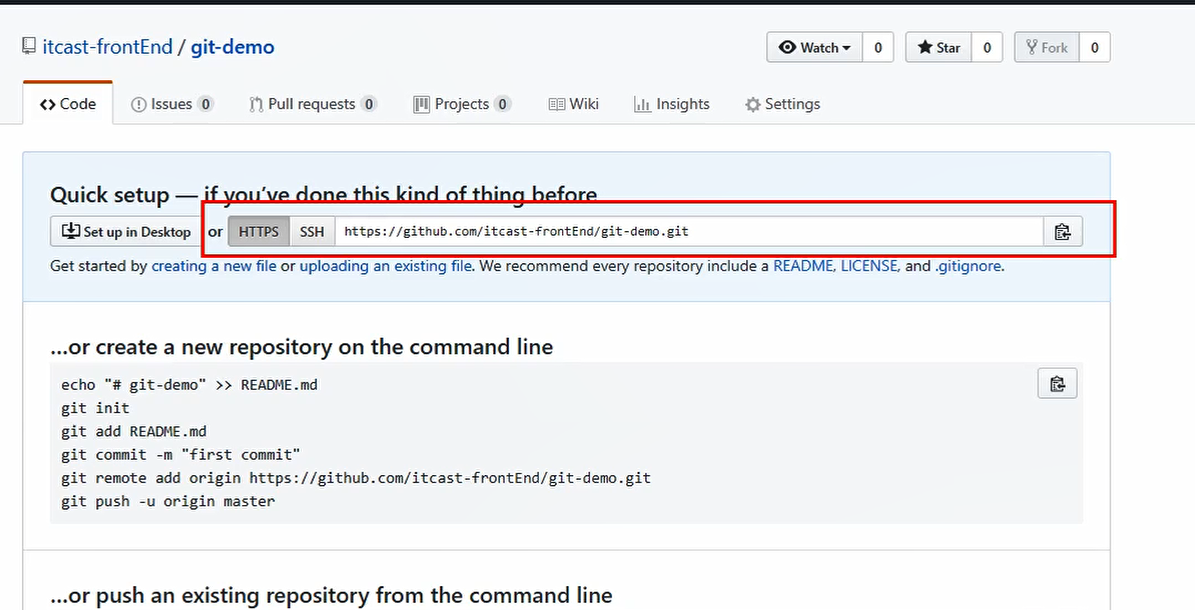 itcast-frontEnd / git-demo
Watch 0 Star 0 Fork 0
Code Issues 0 Pull requests 0 Projects 0 Wiki Insights Settings
Quick setup — if you've done this kind of thing before
Set up in Desktop or HTTPS SSH https://github.com/itcast-frontEnd/git-demo.git
Get started by creating a new file or uploading an existing file. We recommend every repository include a README, LICENSE, and .gitignore.
...or create a new repository on the command line
echo "# git-demo" >> README.md
git init
git add README.md
git commit -m "first commit"
git remote add origin https://github.com/itcast-frontEnd/git-demo.git
git push -u origin master
...or push an existing repository from the command line